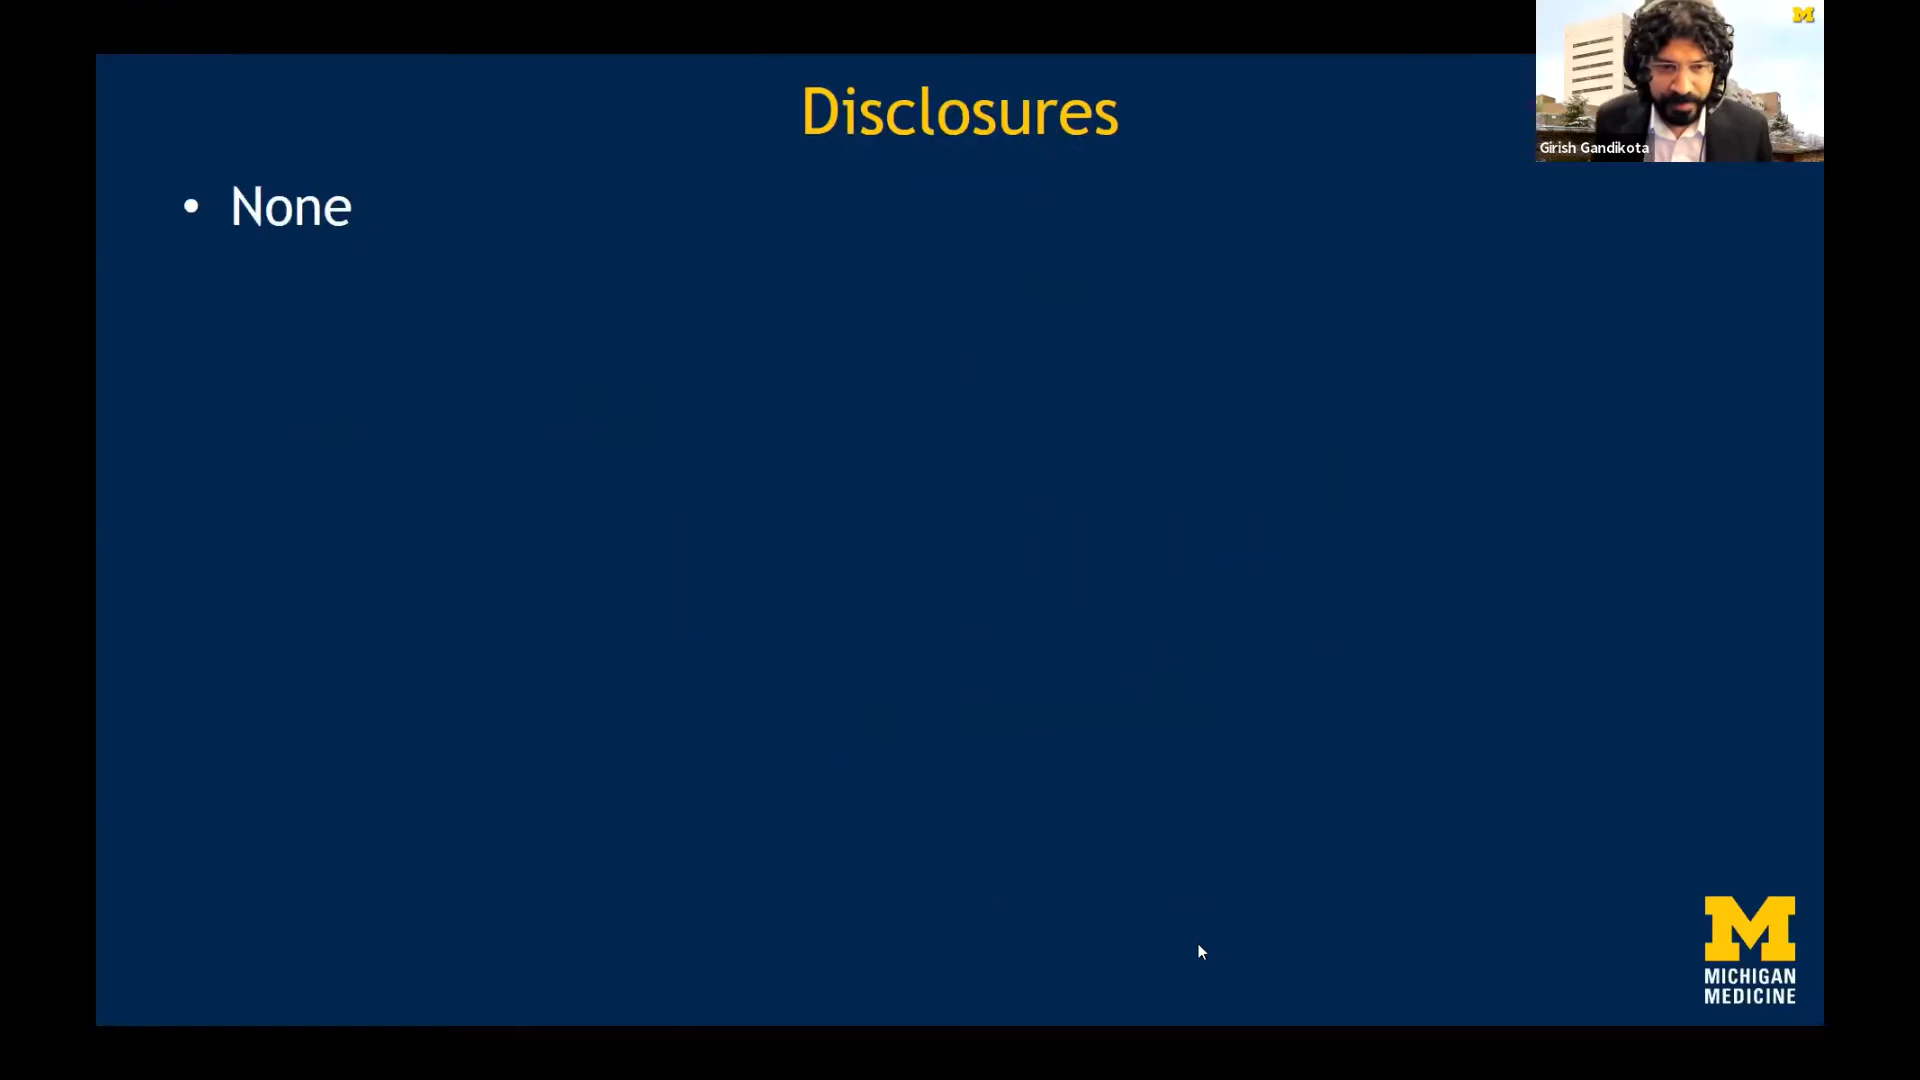 Disclosures
• None
M
Girish Gandikota
M
MICHIGAN
MEDICINE